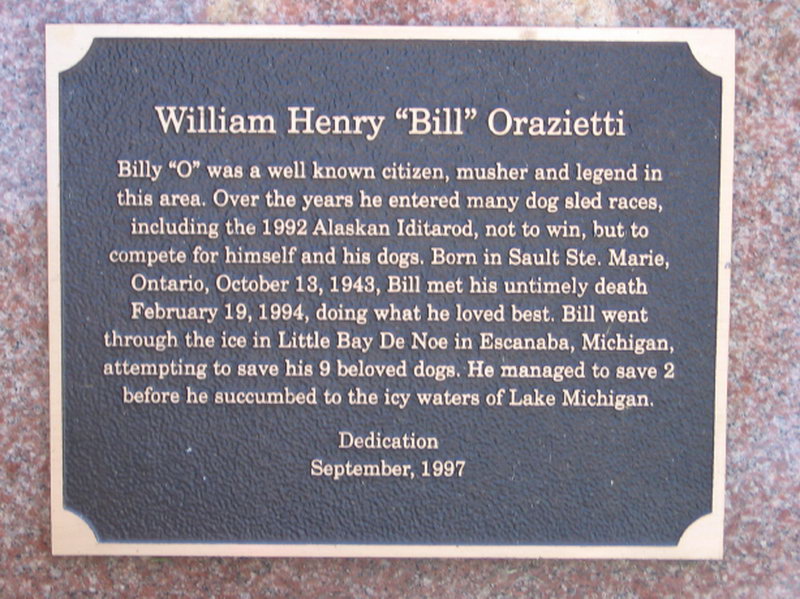 William Henry “Bill” Orazietti
Billy “O” was a well known citizen, musher and legend in
this area. Over the years he entered many dog sled races,
including the 1992 Alaskan Iditarod, not to win, but to
compete for himself and his dogs. Born in Sault Ste. Marie,
Ontario, October 13, 1943, Bill met his untimely death
February 19, 1994, doing what he loved best. Bill went
through the ice in Little Bay De Noe in Escanaba, Michigan,
attempting to save his 9 beloved dogs. He managed to save 2
before he succumbed to the icy waters of Lake Michigan.
Dedication
September, 1997